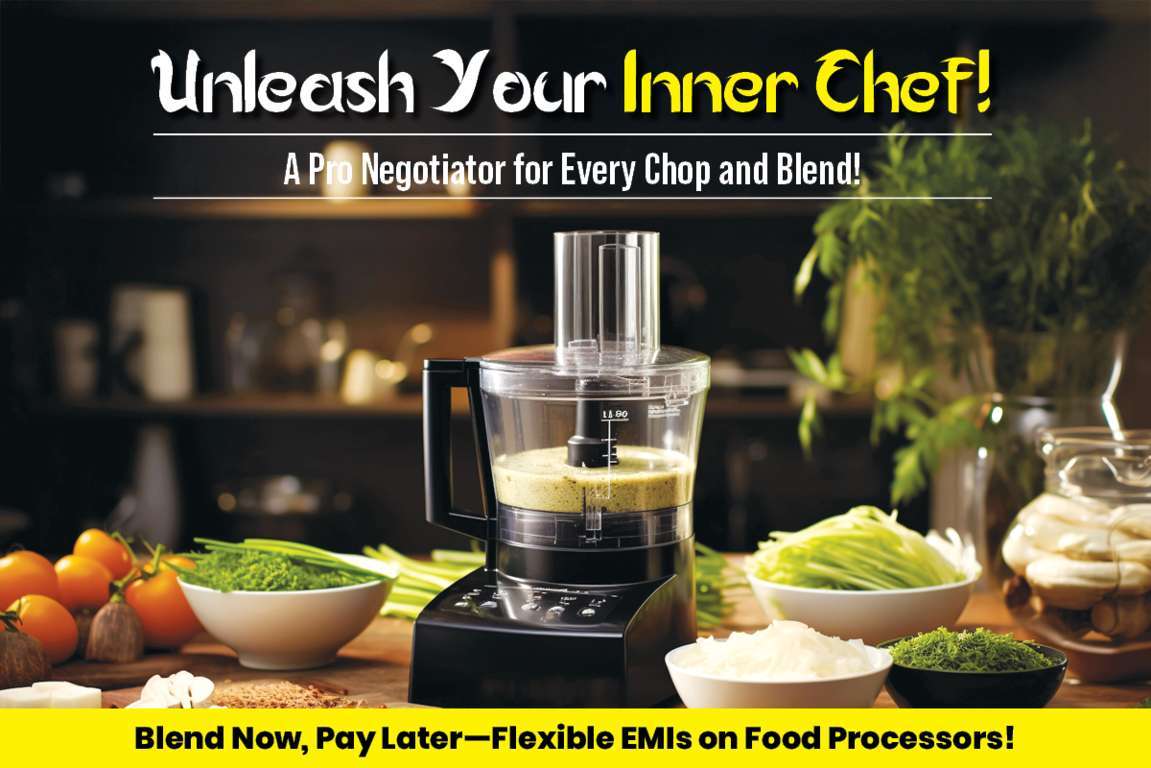 Unleash Your Inner Chef!
A Pro Negotiator for Every Chop and Blend!
Blend Now, Pay Later—Flexible EMIs on Food Processors!